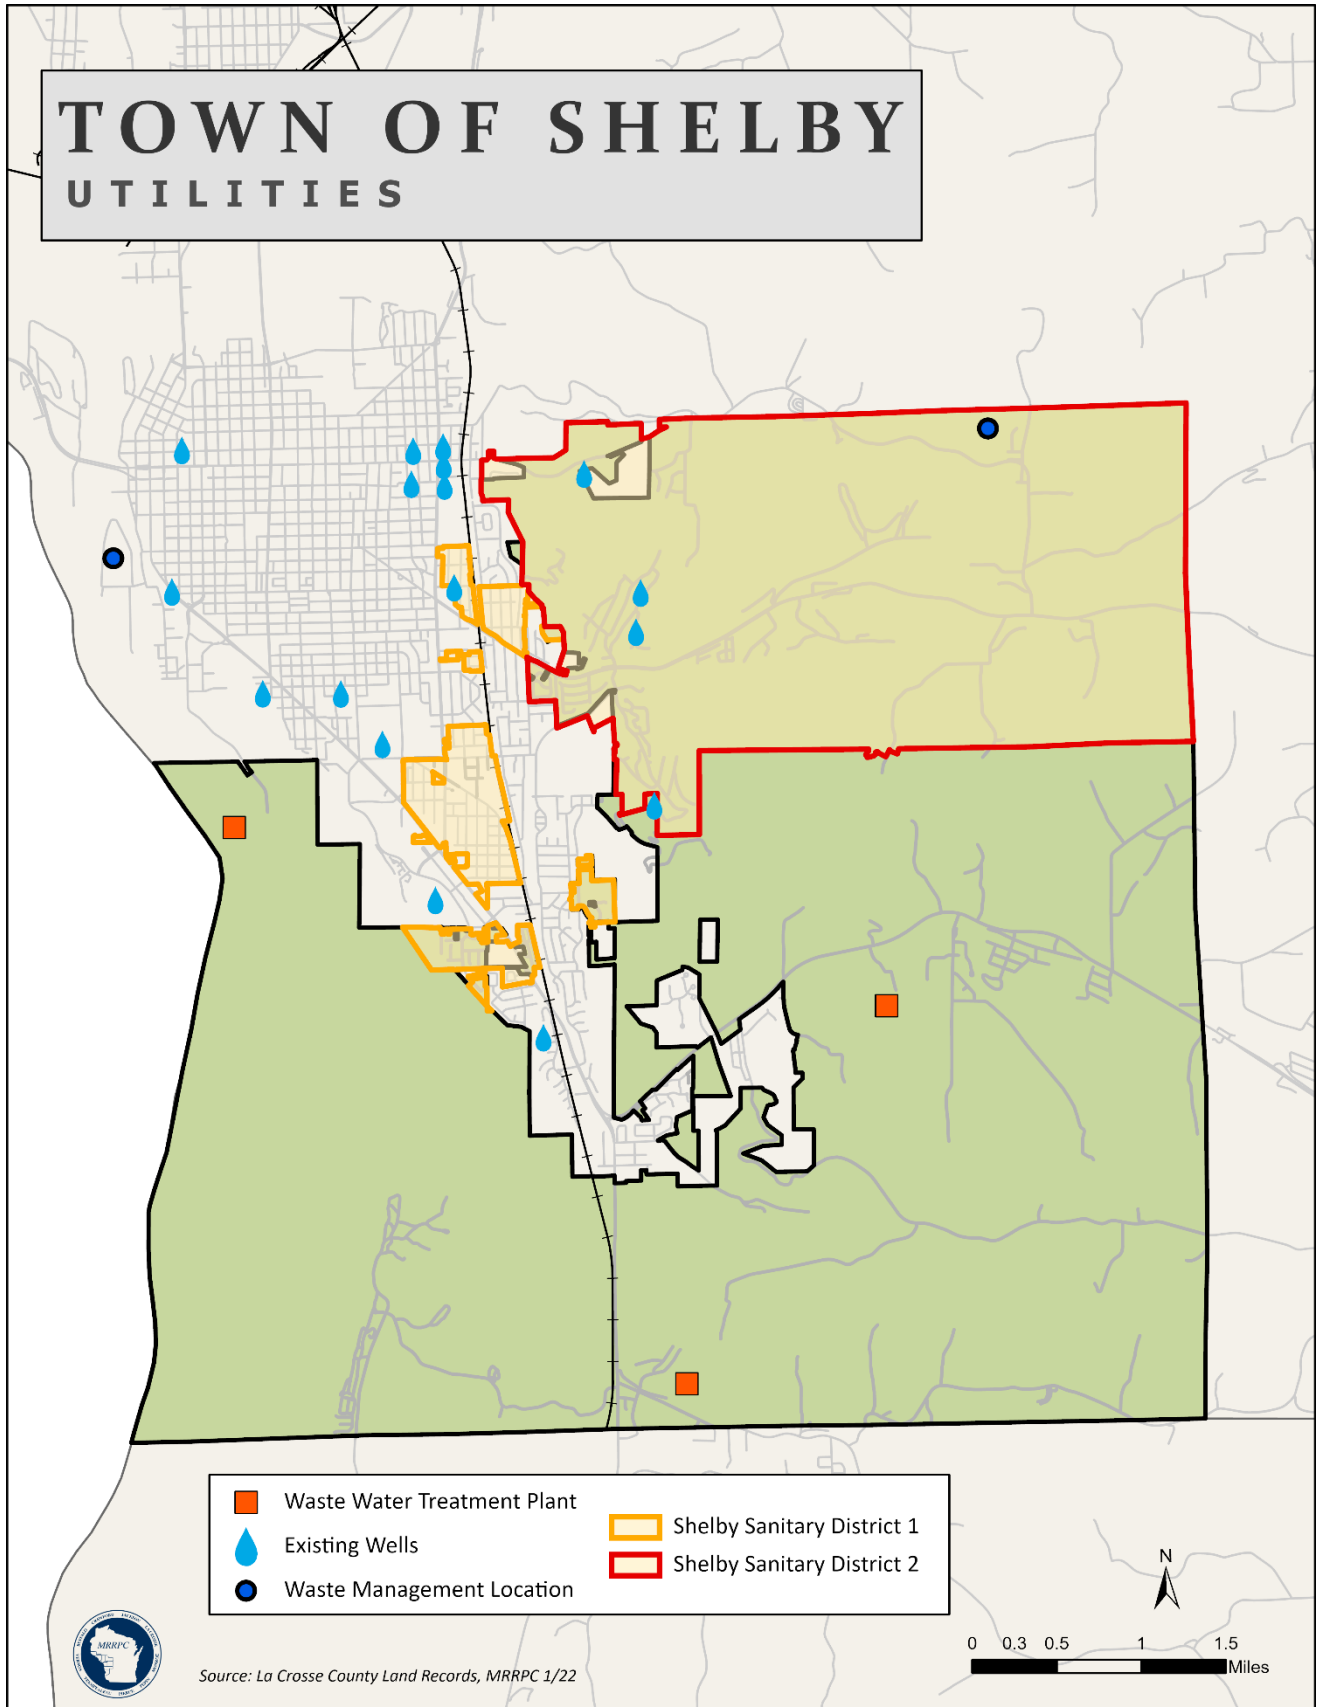 TOWN OF SHELBY
UTILITIES
Waste Water Treatment Plant
Existing Wells
Waste Management Location
Shelby Sanitary District 1
Shelby Sanitary District 2
N
0 0.3 0.5 1 1.5
Miles
MRRPC
Source: La Crosse County Land Records, MRRPC 1/22